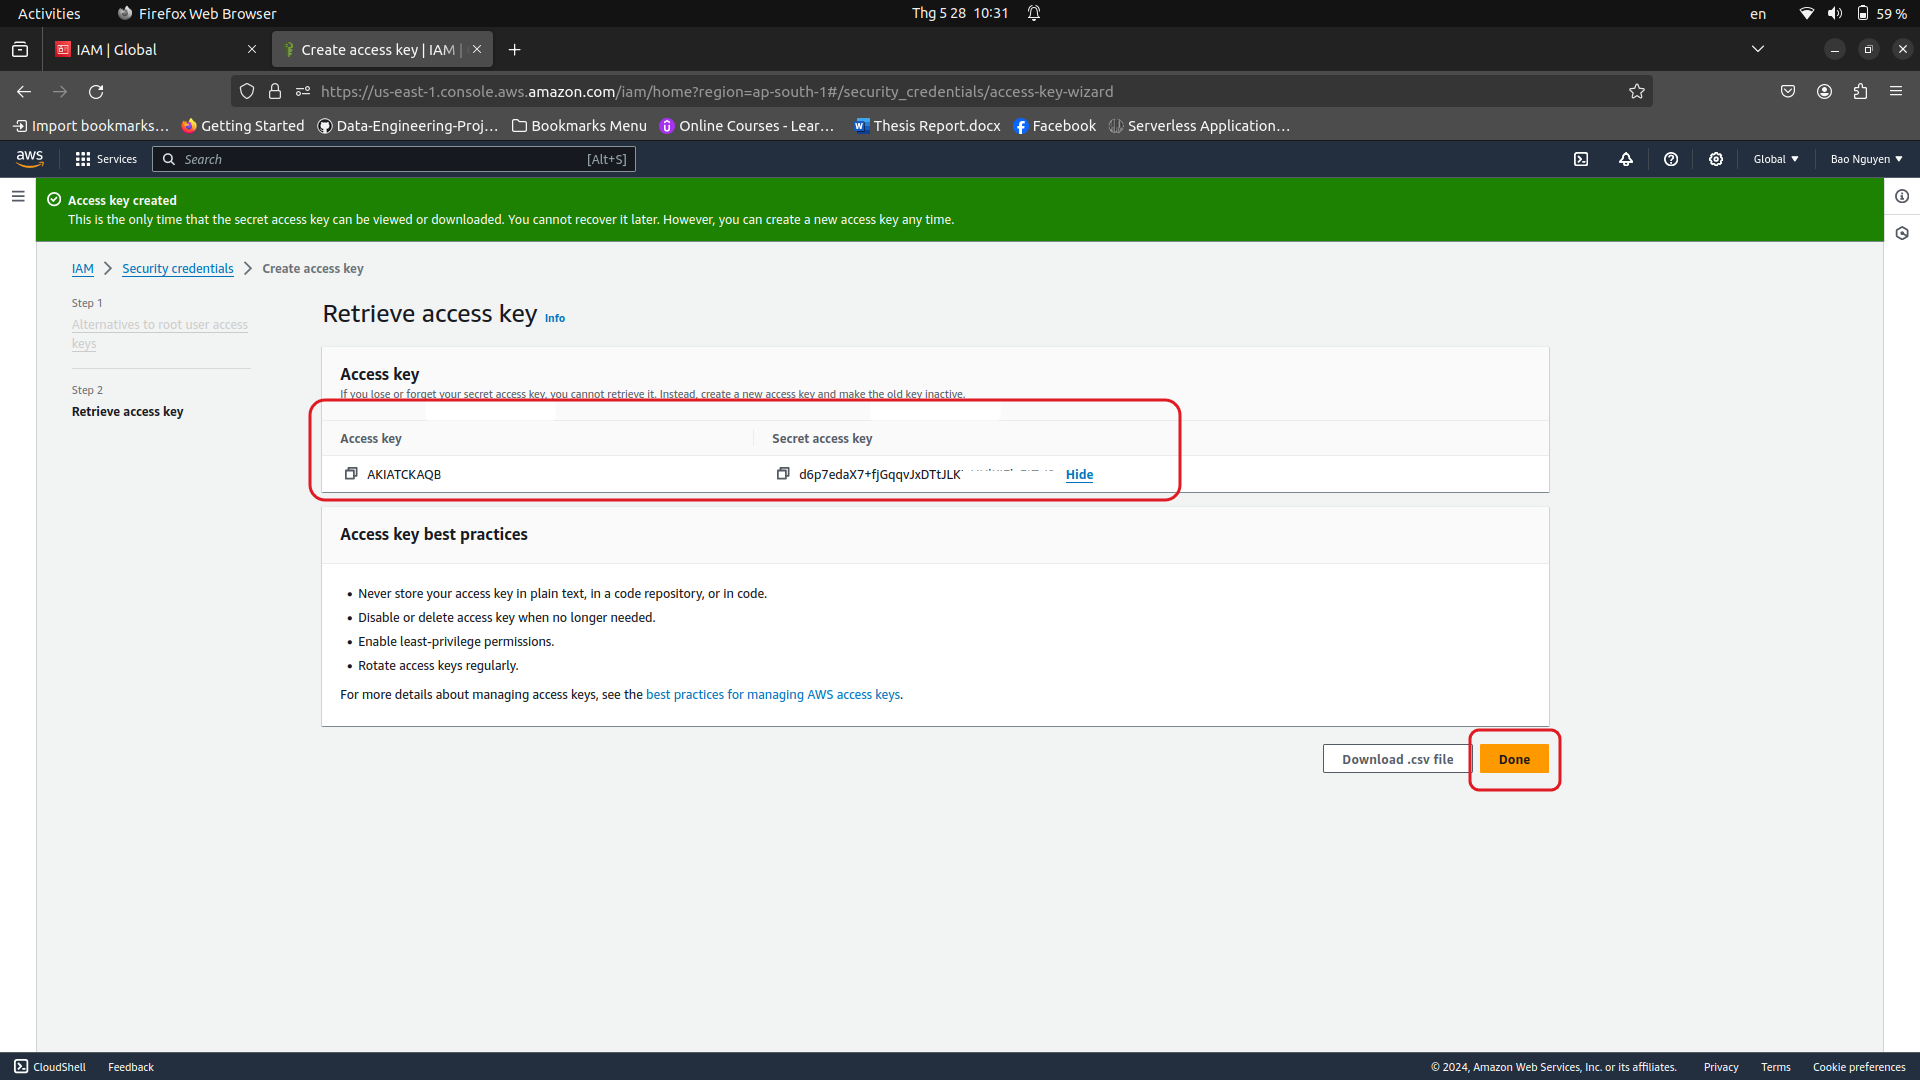 Activities
Firefox Web Browser
Thg 5 28 10:31
en
59 %
IAM | Global
Create access key | IAM |
https://us-east-1.console.aws.amazon.com/iam/home?region=ap-south-1#/security_credentials/access-key-wizard
Import bookmarks…
Getting Started
Data-Engineering-Proj…
Bookmarks Menu
Online Courses - Lear…
Thesis Report.docx
Facebook
Serverless Application…
aws
Services
Search
[Alt+S]
Global
Bao Nguyen
Access key created
This is the only time that the secret access key can be viewed or downloaded. You cannot recover it later. However, you can create a new access key any time.
IAM
Security credentials
Create access key
Step 1
Alternatives to root user access
keys
Step 2
Retrieve access key
Retrieve access key Info
Access key
If you lose or forget your secret access key, you cannot retrieve it. Instead, create a new access key and make the old key inactive.
Access key
Secret access key
AKIATCKAQB
d6p7edaX7+fJGqqvJxDTtJLK
Hide
Access key best practices
• Never store your access key in plain text, in a code repository, or in code.
• Disable or delete access key when no longer needed.
• Enable least-privilege permissions.
• Rotate access keys regularly.
For more details about managing access keys, see the best practices for managing AWS access keys.
Download .csv file
Done
CloudShell
Feedback
© 2024, Amazon Web Services, Inc. or its affiliates.
Privacy
Terms
Cookie preferences